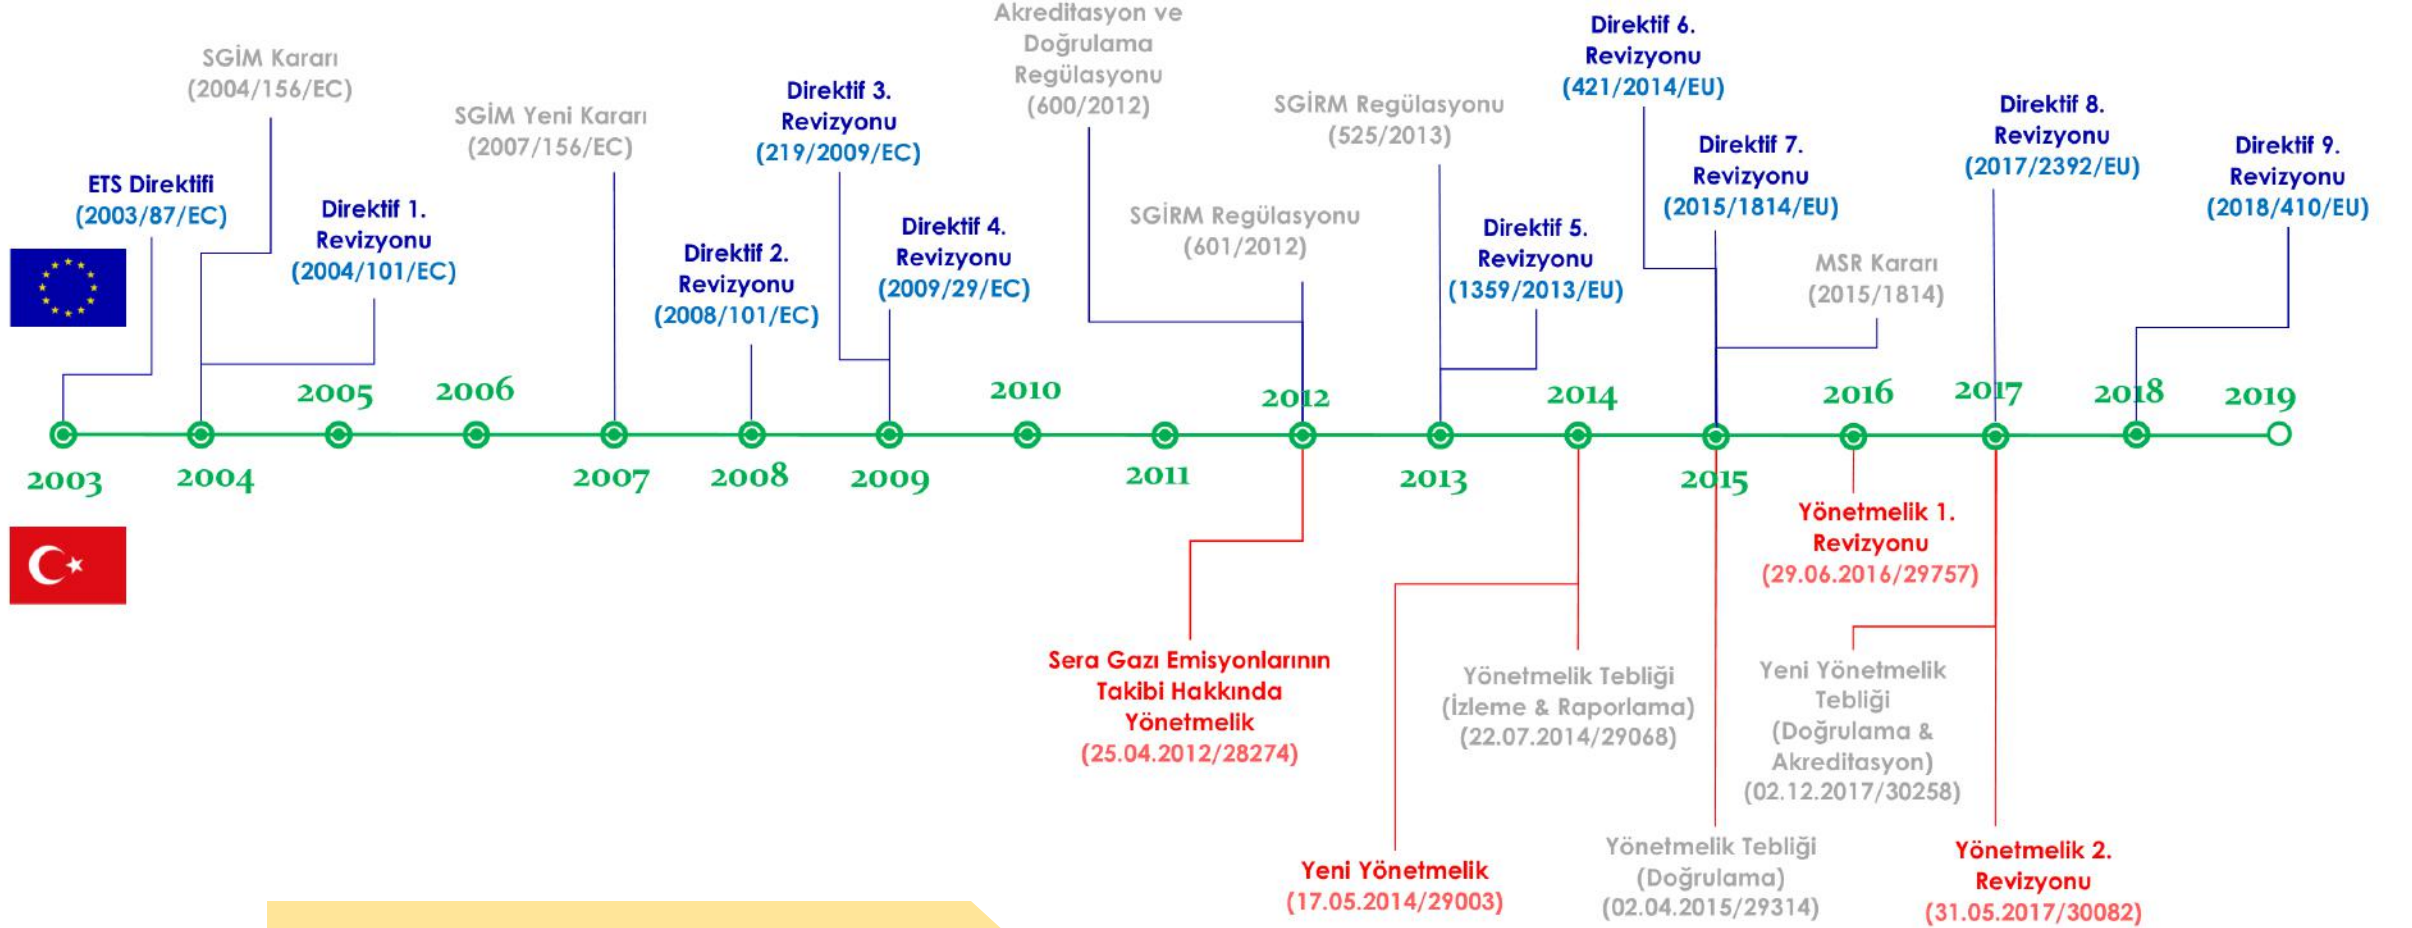 SGİM Kararı
(2004/156/EC)
ETS Direktifi
(2003/87/EC)
Direktif 1.
Revizyonu
(2004/101/EC)
SGİM Yeni Kararı
(2007/156/EC)
Direktif 2.
Revizyonu
(2008/101/EC)
Direktif 3.
Revizyonu
(219/2009/EC)
Direktif 4.
Revizyonu
(2009/29/EC)
Akreditasyon ve
Doğrulama
Regülasyonu
(600/2012)
SGİRM Regülasyonu
(601/2012)
SGİRM Regülasyonu
(525/2013)
Direktif 5.
Revizyonu
(1359/2013/EU)
Direktif 6.
Revizyonu
(421/2014/EU)
Direktif 7.
Revizyonu
(2015/1814/EU)
MSR Kararı
(2015/1814)
Direktif 8.
Revizyonu
(2017/2392/EU)
Direktif 9.
Revizyonu
(2018/410/EU)
2003
2004
2005
2006
2007
2008
2009
2010
2011
2012
2013
2014
2015
2016
2017
2018
2019
Sera Gazı Emisyonlarının
Takibi Hakkında
Yönetmelik
(25.04.2012/28274)
Yeni Yönetmelik
(17.05.2014/29003)
Yönetmelik Tebliği
(İzleme & Raporlama)
(22.07.2014/29068)
Yönetmelik Tebliği
(Doğrulama)
(02.04.2015/29314)
Yönetmelik 1.
Revizyonu
(29.06.2016/29757)
Yeni Yönetmelik
Tebliği
(Doğrulama &
Akreditasyon)
(02.12.2017/30258)
Yönetmelik 2.
Revizyonu
(31.05.2017/30082)